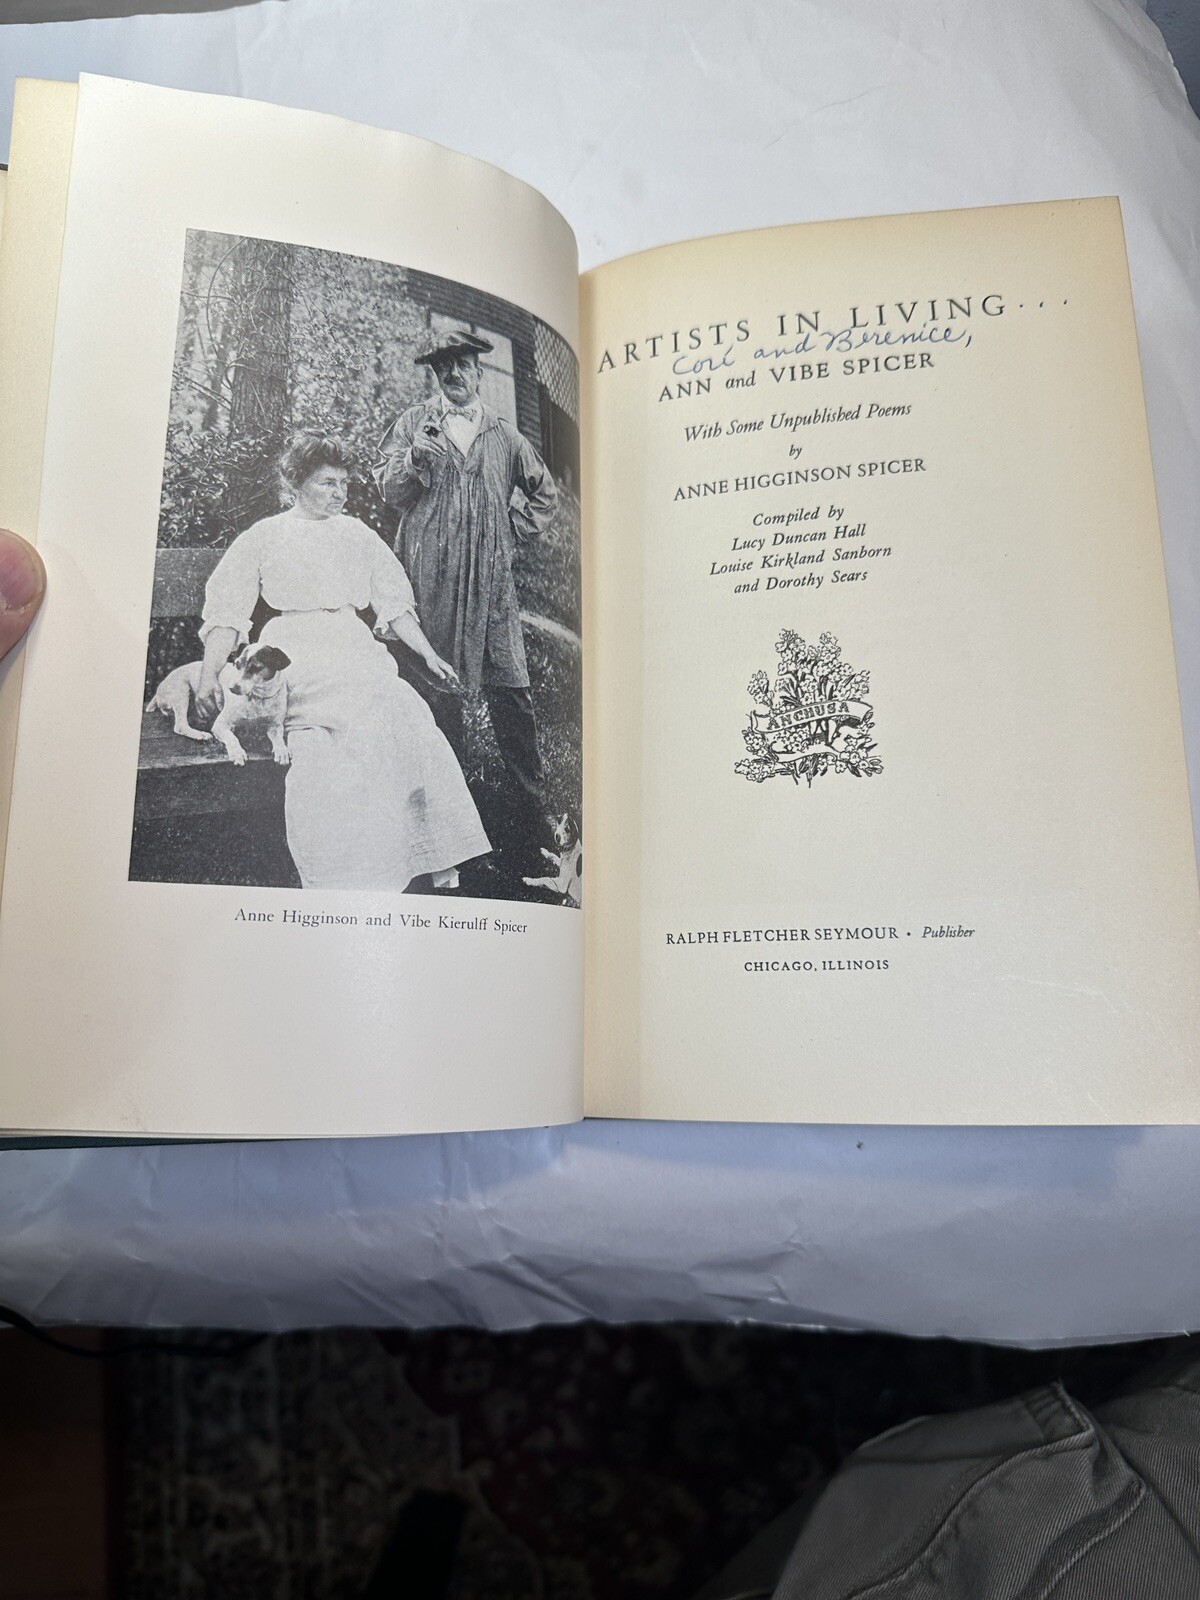 Anne Higginson and Vibe Kierulff Spicer
ARTISTS IN LIVING...
Coré and Berenice,
ANN and VIBE SPICER
With Some Unpublished Poems
by
ANNE HIGGINSON SPICER
Compiled by
Lucy Duncan Hall
Louise Kirkland Sanborn
and Dorothy Sears
ANCHUSA
RALPH FLETCHER SEYMOUR • Publisher
CHICAGO, ILLINOIS